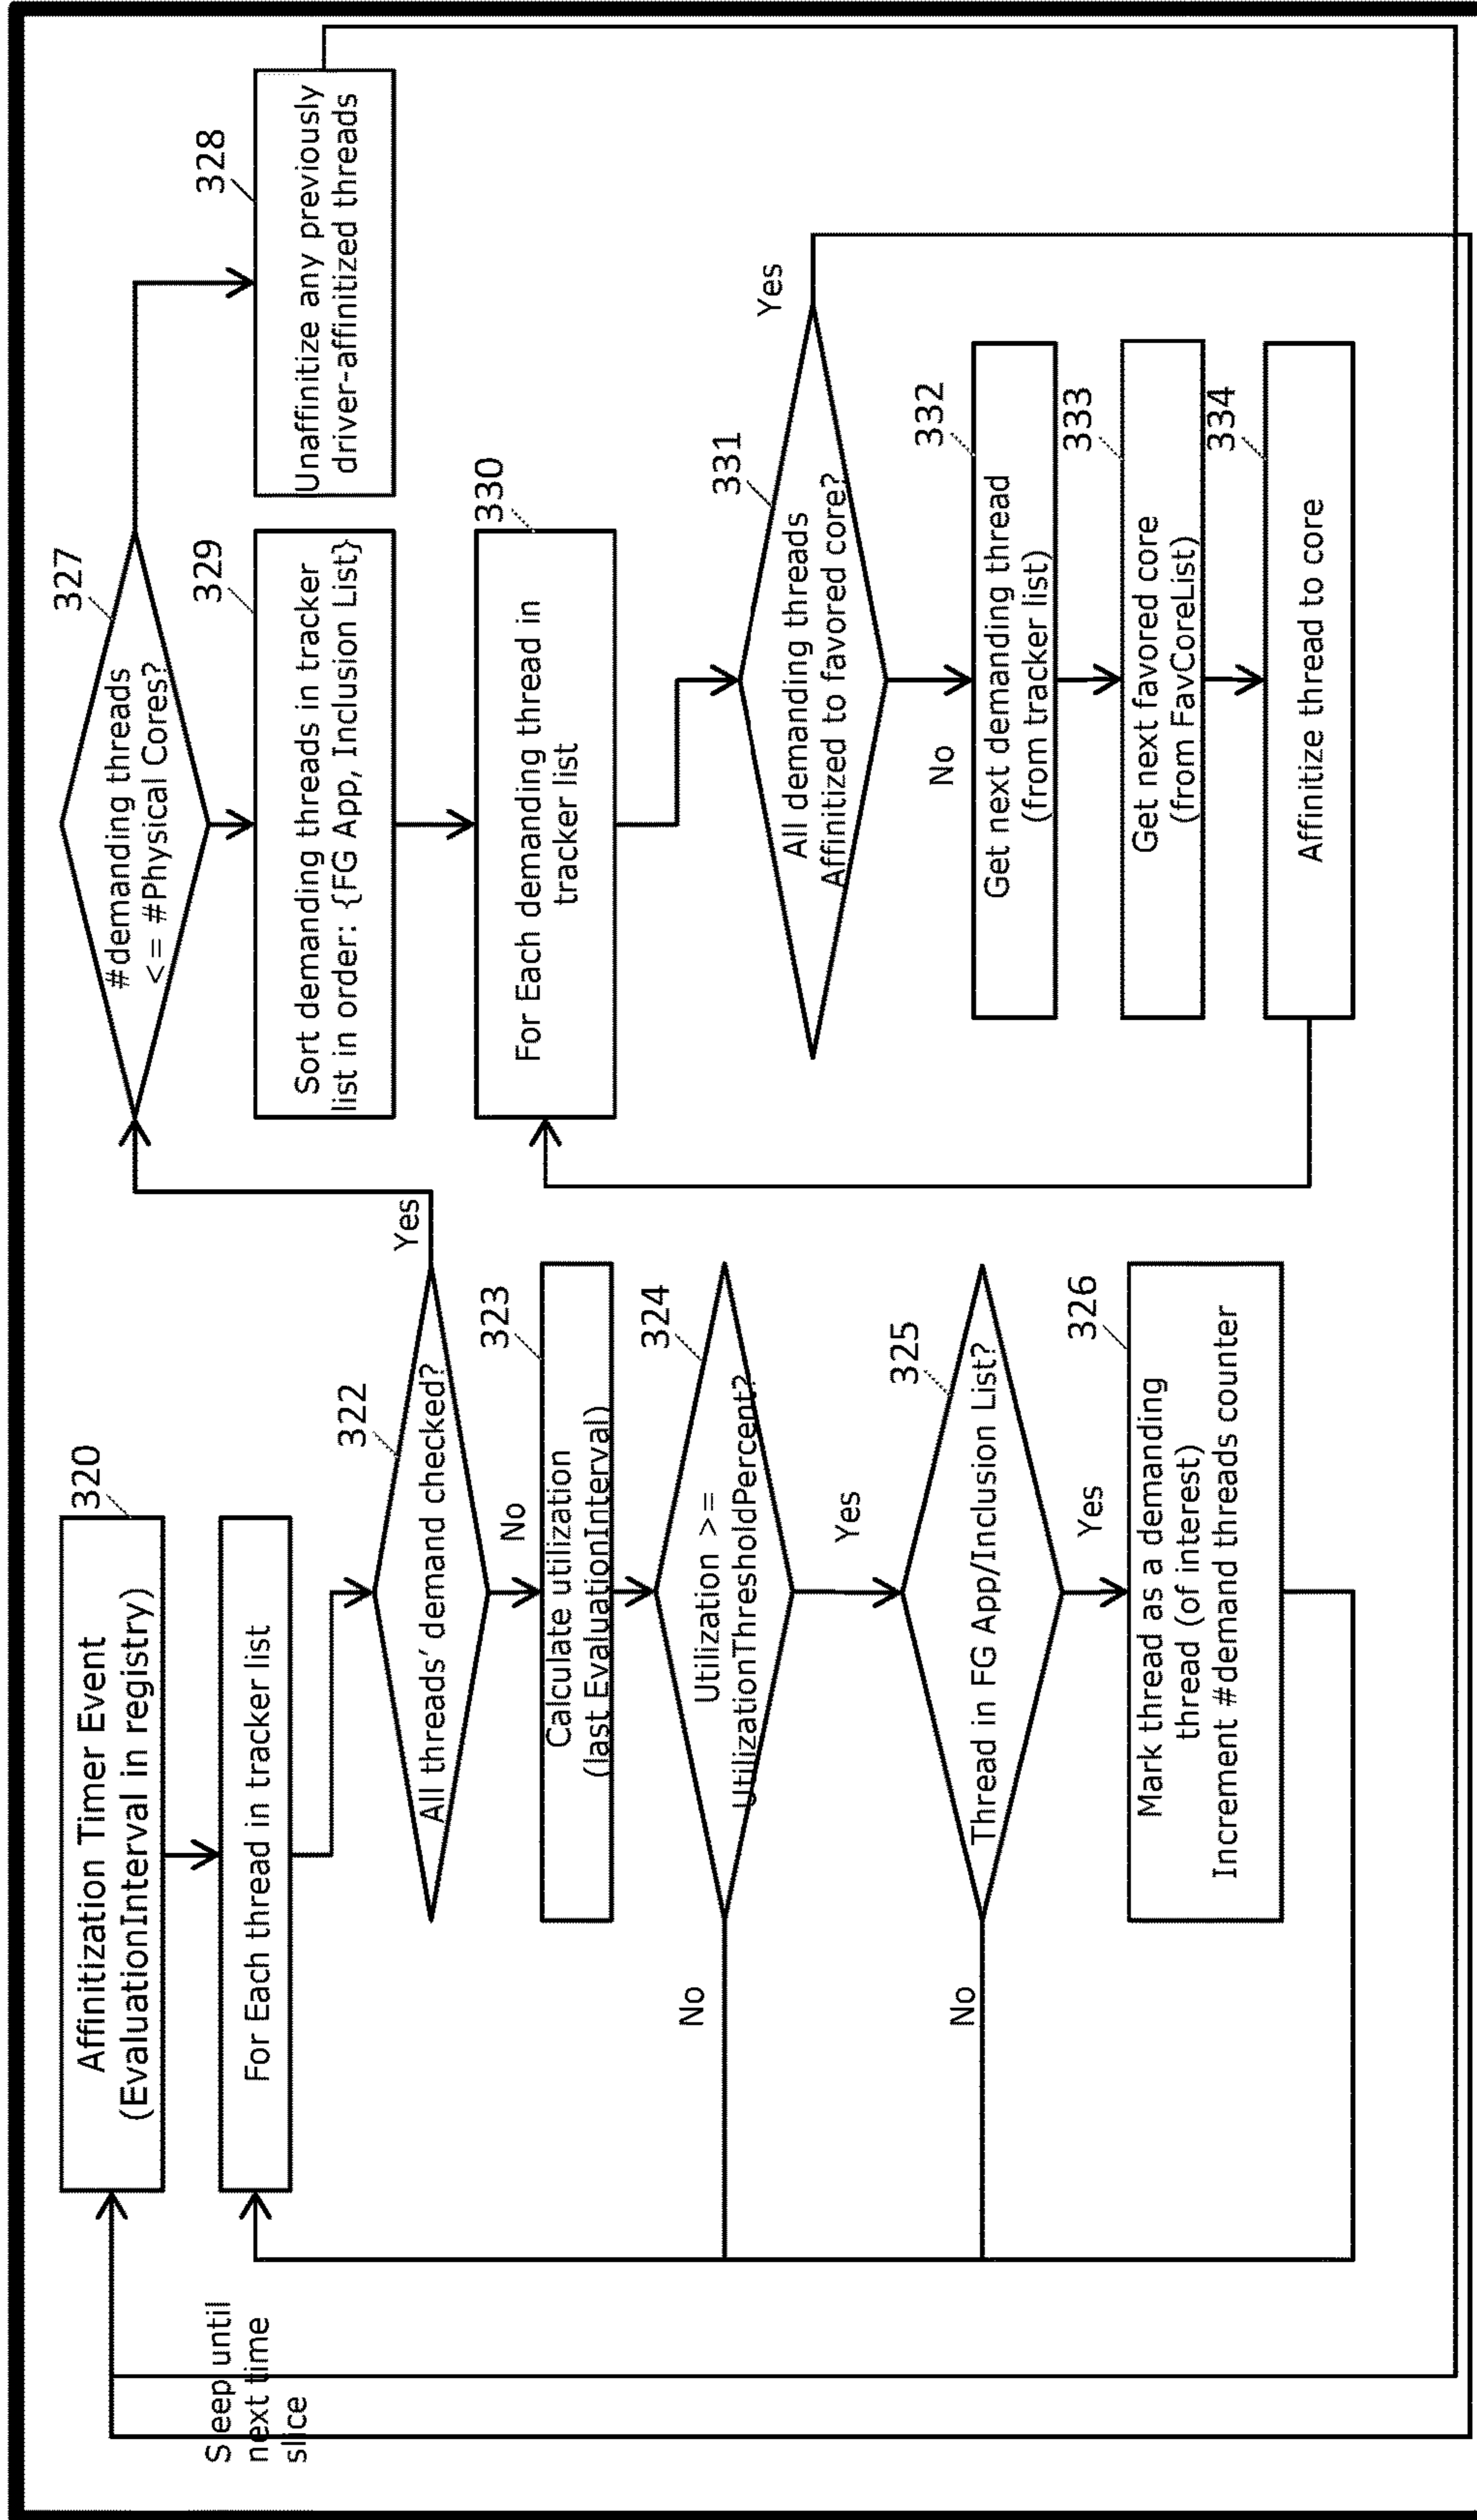 Affinitization Timer Event
(EvaluationInterval in registry)
320
For Each thread in tracker list
All threads' demand checked?
322
Yes
No
Calculate utilization
(last EvaluationInterval)
323
Utilization >=
UtilizationThresholdPercent?
324
No
Yes
Thread in FG App/Inclusion List?
325
No
Yes
Mark thread as a demanding
thread (of interest)
Increment #demand threads counter
326
Sleep until
next time
slice
#demanding threads
<= #Physical Cores?
327
Unaffinitize any previously
driver-affinitized threads
328
Sort demanding threads in tracker
list in order: {FG App, Inclusion List}
329
For Each demanding thread in
tracker list
330
All demanding threads
Affinitized to favored core?
331
Yes
No
Get next demanding thread
(from tracker list)
332
Get next favored core
(from FavCoreList)
333
Affinitize thread to core
334